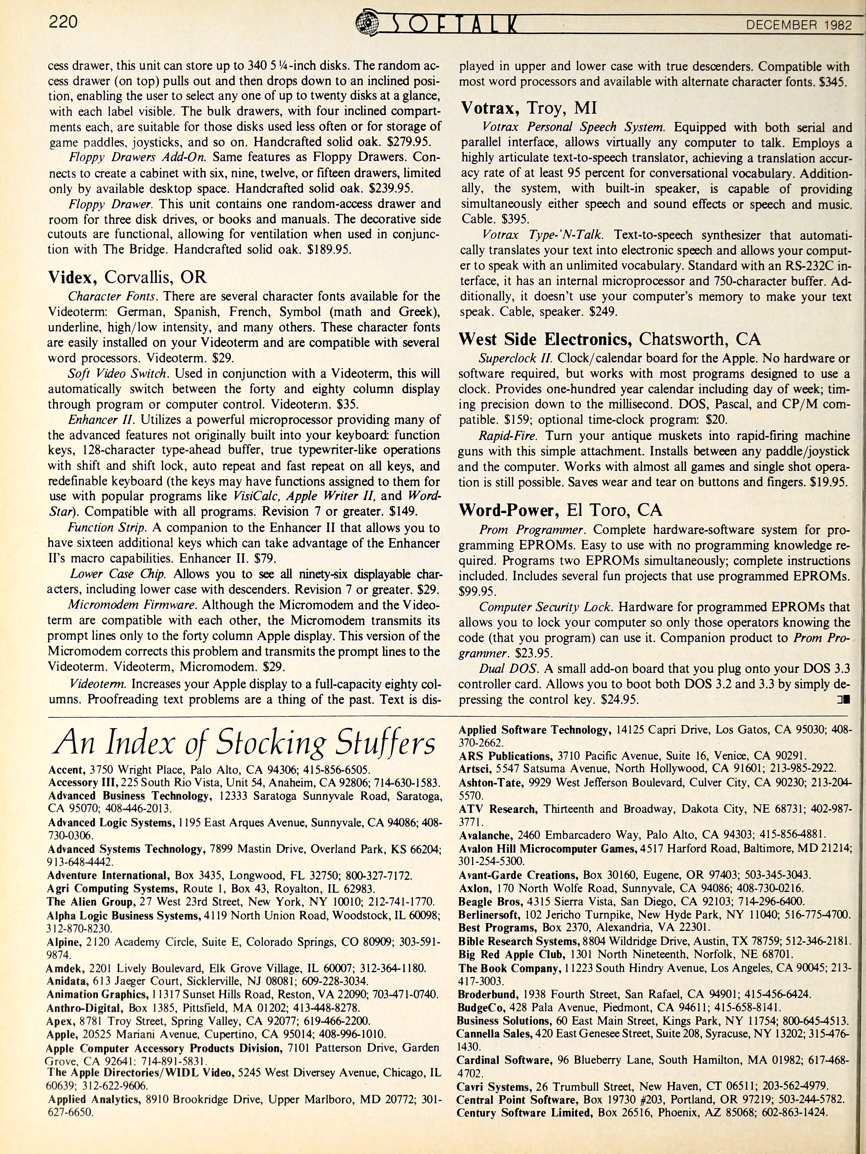 220
SOFTALK
DECEMBER 1982
cess drawer, this unit can store up to 340 5 ¼-inch disks. The random ac-
cess drawer (on top) pulls out and then drops down to an inclined posi-
tion, enabling the user to select any one of up to twenty disks at a glance,
with each label visible. The bulk drawers, with four inclined compart-
ments each, are suitable for those disks used less often or for storage of
game paddles, joysticks, and so on. Handcrafted solid oak. $279.95.
Floppy Drawers Add-On. Same features as Floppy Drawers. Con-
nects to create a cabinet with six, nine, twelve, or fifteen drawers, limited
only by available desktop space. Handcrafted solid oak. $239.95.
Floppy Drawer. This unit contains one random-access drawer and
room for three disk drives, or books and manuals. The decorative side
cutouts are functional, allowing for ventilation when used in conjunc-
tion with The Bridge. Handcrafted solid oak. $189.95.
Videx, Corvallis, OR
Character Fonts. There are several character fonts available for the
Videoterm: German, Spanish, French, Symbol (math and Greek),
underline, high/low intensity, and many others. These character fonts
are easily installed on your Videoterm and are compatible with several
word processors. Videoterm. $29.
Soft Video Switch. Used in conjunction with a Videoterm, this will
automatically switch between the forty and eighty column display
through program or computer control. Videoterm. $35.
Enhancer II. Utilizes a powerful microprocessor providing many of
the advanced features not originally built into your keyboard: function
keys, 128-character type-ahead buffer, true typewriter-like operations
with shift and shift lock, auto repeat and fast repeat on all keys, and
redefinable keyboard (the keys may have functions assigned to them for
use with popular programs like VisiCalc, Apple Writer II, and Word-
Star). Compatible with all programs. Revision 7 or greater. $149.
Function Strip. A companion to the Enhancer II that allows you to
have sixteen additional keys which can take advantage of the Enhancer
II's macro capabilities. Enhancer II. $79.
Lower Case Chip. Allows you to see all ninety-six displayable char-
acters, including lower case with descenders. Revision 7 or greater. $29.
Micromodem Firmware. Although the Micromodem and the Video-
term are compatible with each other, the Micromodem transmits its
prompt lines only to the forty column Apple display. This version of the
Micromodem corrects this problem and transmits the prompt lines to the
Videoterm. Videoterm, Micromodem. $29.
Videoterm. Increases your Apple display to a full-capacity eighty col-
umns. Proofreading text problems are a thing of the past. Text is dis-
played in upper and lower case with true descenders. Compatible with
most word processors and available with alternate character fonts. $345.
Votrax, Troy, MI
Votrax Personal Speech System. Equipped with both serial and
parallel interface, allows virtually any computer to talk. Employs a
highly articulate text-to-speech translator, achieving a translation accur-
acy rate of at least 95 percent for conversational vocabulary. Addition-
ally, the system, with built-in speaker, is capable of providing
simultaneously either speech and sound effects or speech and music.
Cable. $395.
Votrax Type-'N-Talk. Text-to-speech synthesizer that automati-
cally translates your text into electronic speech and allows your comput-
er to speak with an unlimited vocabulary. Standard with an RS-232C in-
terface, it has an internal microprocessor and 750-character buffer. Ad-
ditionally, it doesn't use your computer's memory to make your text
speak. Cable, speaker. $249.
West Side Electronics, Chatsworth, CA
Superclock II. Clock/calendar board for the Apple. No hardware or
software required, but works with most programs designed to use a
clock. Provides one-hundred year calendar including day of week; tim-
ing precision down to the millisecond. DOS, Pascal, and CP/M com-
patible. $159; optional time-clock program: $20.
Rapid-Fire. Turn your antique muskets into rapid-firing machine
guns with this simple attachment. Installs between any paddle/joystick
and the computer. Works with almost all games and single shot opera-
tion is still possible. Saves wear and tear on buttons and fingers. $19.95.
Word-Power, El Toro, CA
Prom Programmer. Complete hardware-software system for pro-
gramming EPROMs. Easy to use with no programming knowledge re-
quired. Programs two EPROMs simultaneously; complete instructions
included. Includes several fun projects that use programmed EPROMs.
$99.95.
Computer Security Lock. Hardware for programmed EPROMs that
allows you to lock your computer so only those operators knowing the
code (that you program) can use it. Companion product to Prom Pro-
grammer. $23.95.
Dual DOS. A small add-on board that you plug onto your DOS 3.3
controller card. Allows you to boot both DOS 3.2 and 3.3 by simply de-
pressing the control key. $24.95.
An Index of Stocking Stuffers
Accent, 3750 Wright Place, Palo Alto, CA 94306; 415-856-6505.
Accessory III, 225 South Rio Vista, Unit 54, Anaheim, CA 92806; 714-630-1583.
Advanced Business Technology, 12333 Saratoga Sunnyvale Road, Saratoga,
CA 95070; 408-446-2013.
Advanced Logic Systems, 1195 East Arques Avenue, Sunnyvale, CA 94086; 408-
730-0306.
Advanced Systems Technology, 7899 Mastin Drive, Overland Park, KS 66204;
913-648-4442.
Adventure International, Box 3435, Longwood, FL 32750; 800-327-7172.
Agri Computing Systems, Route 1, Box 43, Royalton, IL 62983.
The Alien Group, 27 West 23rd Street, New York, NY 10010; 212-741-1770.
Alpha Logic Business Systems, 4119 North Union Road, Woodstock, IL 60098;
312-870-8230.
Alpine, 2120 Academy Circle, Suite E, Colorado Springs, CO 80909; 303-591-
9874.
Amdek, 2201 Lively Boulevard, Elk Grove Village, IL 60007; 312-364-1180.
Anidata, 613 Jaeger Court, Sicklerville, NJ 08081; 609-228-3034.
Animation Graphics, 11317 Sunset Hills Road, Reston, VA 22090; 703-471-0740.
Anthro-Digital, Box 1385, Pittsfield, MA 01202; 413-448-8278.
Apex, 8781 Troy Street, Spring Valley, CA 92077; 619-466-2200.
Apple, 20525 Mariani Avenue, Cupertino, CA 95014; 408-996-1010.
Apple Computer Accessory Products Division, 7101 Patterson Drive, Garden
Grove, CA 92641; 714-891-5831.
The Apple Directories/WIDL Video, 5245 West Diversey Avenue, Chicago, IL
60639; 312-622-9606.
Applied Analytics, 8910 Brookridge Drive, Upper Marlboro, MD 20772; 301-
627-6650.
Applied Software Technology, 14125 Capri Drive, Los Gatos, CA 95030; 408-
370-2662.
ARS Publications, 3710 Pacific Avenue, Suite 16, Venice, CA 90291.
Artsci, 5547 Satsuma Avenue, North Hollywood, CA 91601; 213-985-2922.
Ashton-Tate, 9929 West Jefferson Boulevard, Culver City, CA 90230; 213-204-
5570.
ATV Research, Thirteenth and Broadway, Dakota City, NE 68731; 402-987-
3771.
Avalanche, 2460 Embarcadero Way, Palo Alto, CA 94303; 415-856-4881.
Avalon Hill Microcomputer Games, 4517 Harford Road, Baltimore, MD 21214;
301-254-5300.
Avant-Garde Creations, Box 30160, Eugene, OR 97403; 503-345-3043.
Axlon, 170 North Wolfe Road, Sunnyvale, CA 94086; 408-730-0216.
Beagle Bros, 4315 Sierra Vista, San Diego, CA 92103; 714-296-6400.
Berlinersoft, 102 Jericho Turnpike, New Hyde Park, NY 11040; 516-775-4700.
Best Programs, Box 2370, Alexandria, VA 22301.
Bible Research Systems, 8804 Wildridge Drive, Austin, TX 78759; 512-346-2181.
Big Red Apple Club, 1301 North Nineteenth, Norfolk, NE 68701.
The Book Company, 11223 South Hindry Avenue, Los Angeles, CA 90045; 213-
417-3003.
Broderbund, 1938 Fourth Street, San Rafael, CA 94901; 415-456-6424.
BudgeCo, 428 Pala Avenue, Piedmont, CA 94611; 415-658-8141.
Business Solutions, 60 East Main Street, Kings Park, NY 11754; 800-645-4513.
Cannella Sales, 420 East Genesee Street, Suite 208, Syracuse, NY 13202; 315-476-
1430.
Cardinal Software, 96 Blueberry Lane, South Hamilton, MA 01982; 617-468-
4702.
Cavri Systems, 26 Trumbull Street, New Haven, CT 06511; 203-562-4979.
Central Point Software, Box 19730 #203, Portland, OR 97219; 503-244-5782.
Century Software Limited, Box 26516, Phoenix, AZ 85068; 602-863-1424.